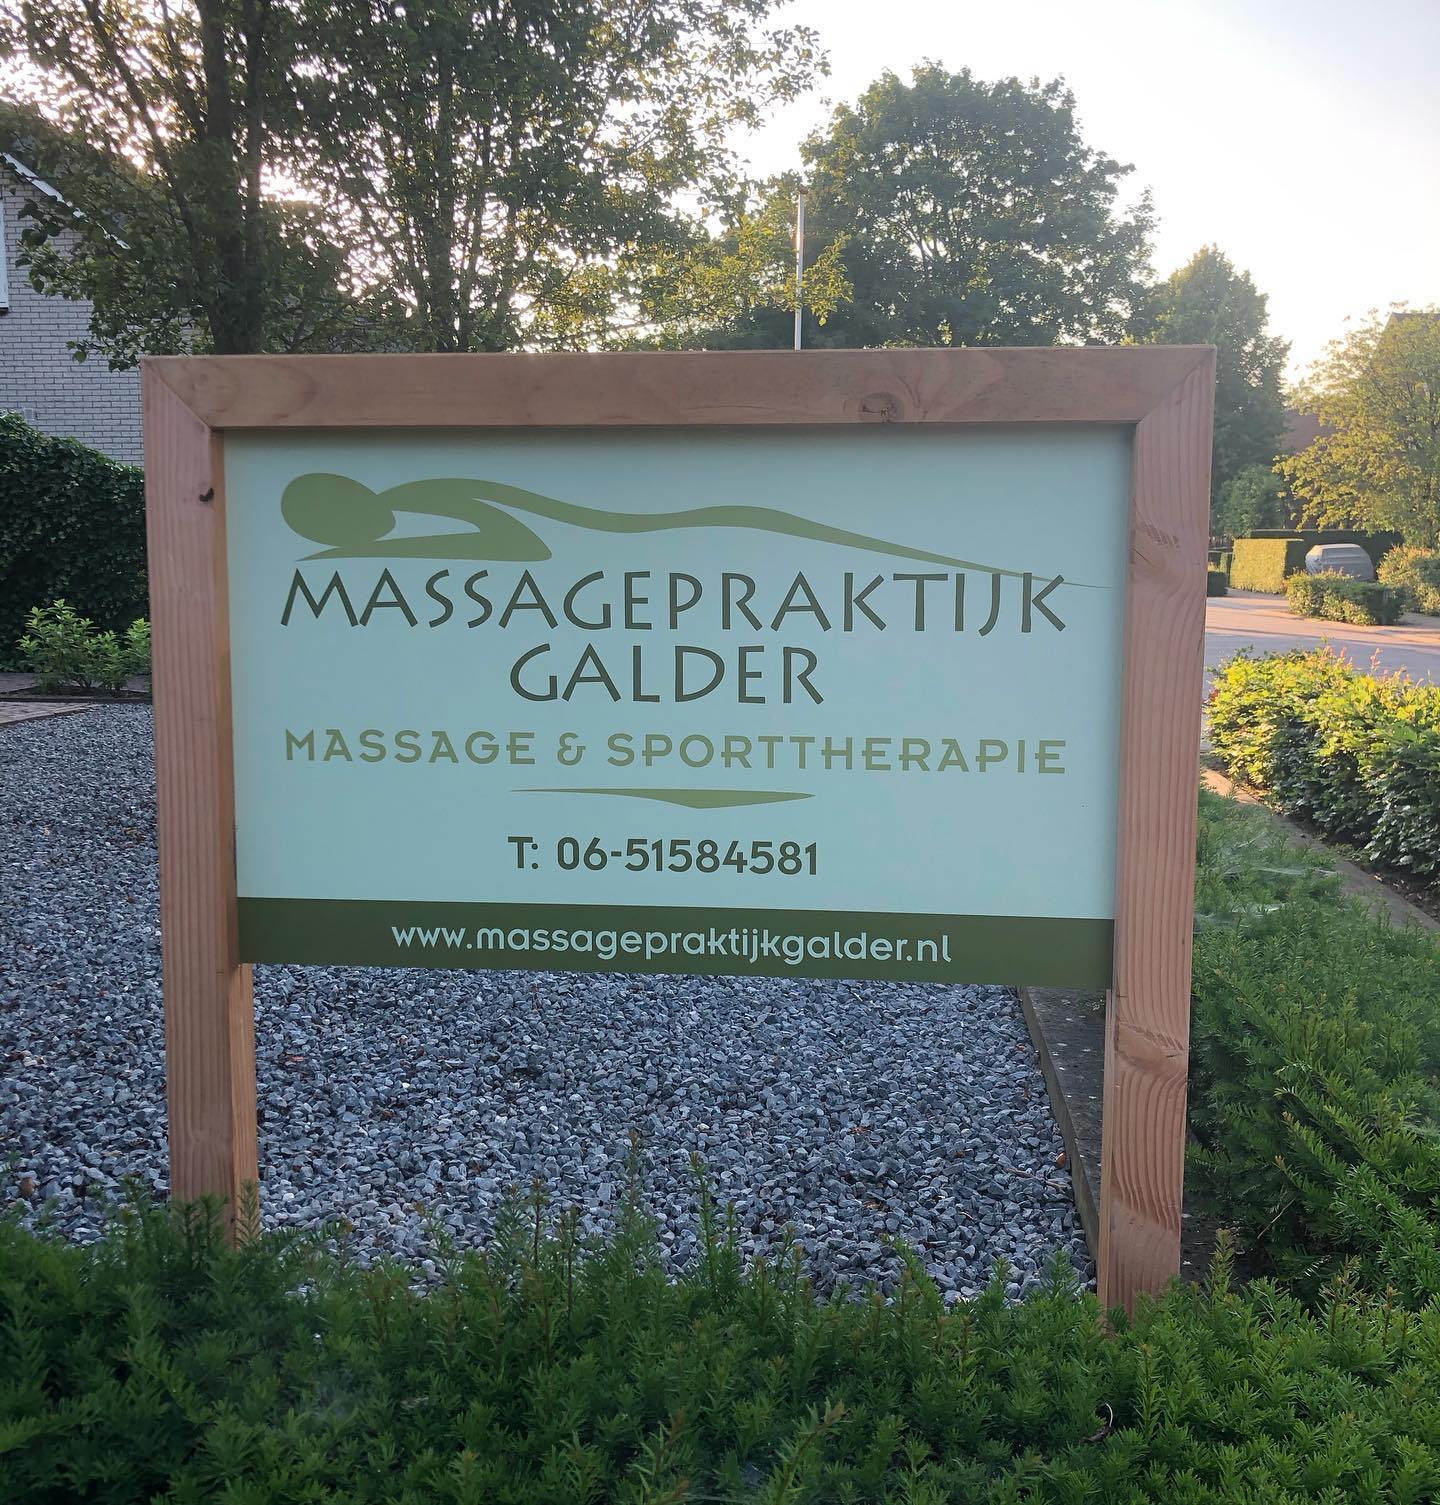 MASSAGEPRAKTIJK
GALDER
MASSAGE & SPORTTHERAPIE
T: 06-51584581
www.massagepraktijkgalder.nl